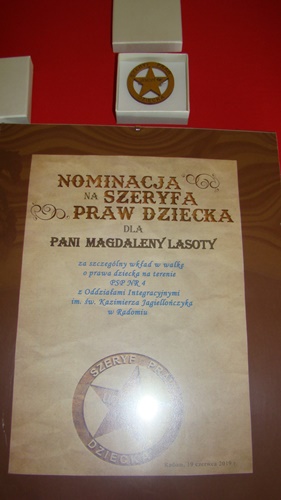 NOMINACJA
NA SZERYFA
PRAW DZIECKA
DLA
PANI MAGDALENY LASOTY
za szczególny wkład w walkę
o prawa dziecka na terenie
PSP NR 4
z Oddziałami Integracyjnymi
im. św. Kazimierza Jagiellończyka
w Radomiu
SZERYF PRAW
DZIECKA